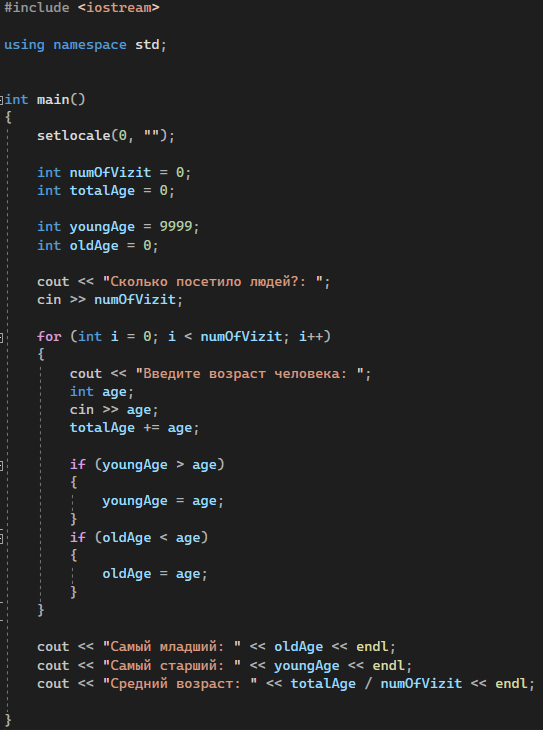 #include <iostream>
using namespace std;
int main()
{
setlocale(0, "");
int numOfVizit = 0;
int totalAge = 0;
int youngAge = 9999;
int oldAge = 0;
cout << "Сколько посетило людей?: ";
cin >> numOfVizit;
for (int i = 0; i < numOfVizit; i++)
{
cout << "Введите возраст человека: ";
int age;
cin >> age;
totalAge += age;
if (youngAge > age)
{
youngAge = age;
}
if (oldAge < age)
{
oldAge = age;
}
}
cout << "Самый младший: " << oldAge << endl;
cout << "Самый старший: " << youngAge << endl;
cout << "Средний возраст: " << totalAge / numOfVizit << endl;
}